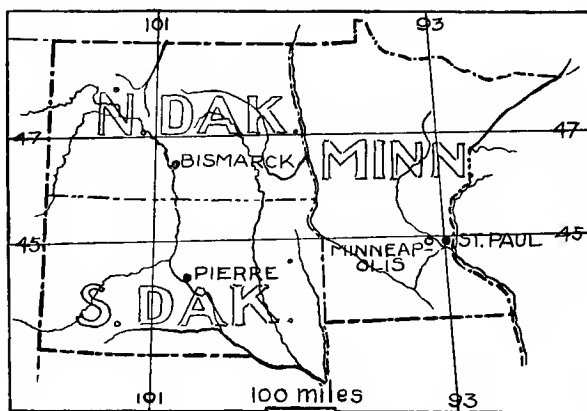 101
93
N. DAK.
47
47
MINN
BISMARCK
45
45
MINNEAP-
OLIS
ST. PAUL
PIERRE
S. DAK.
101
100 miles
93